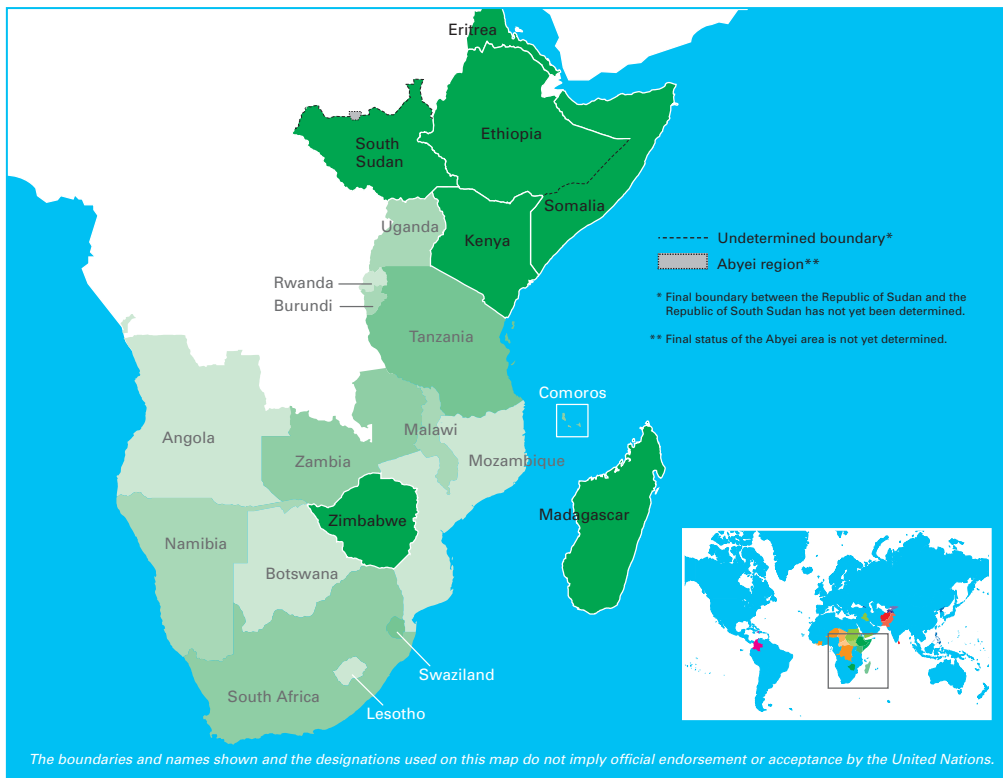 Eritrea
Ethiopia
South
Sudan
Somalia
Uganda
Kenya
Undetermined boundary*
Abyei region**
Rwanda
Burundi
* Final boundary between the Republic of Sudan and the
Republic of South Sudan has not yet been determined.
** Final status of the Abyei area is not yet determined.
Tanzania
Comoros
Angola
Malawi
Zambia
Mozambique
Zimbabwe
Madagascar
Namibia
Botswana
Swaziland
South Africa
Lesotho
The boundaries and names shown and the designations used on this map do not imply official endorsement or acceptance by the United Nations.